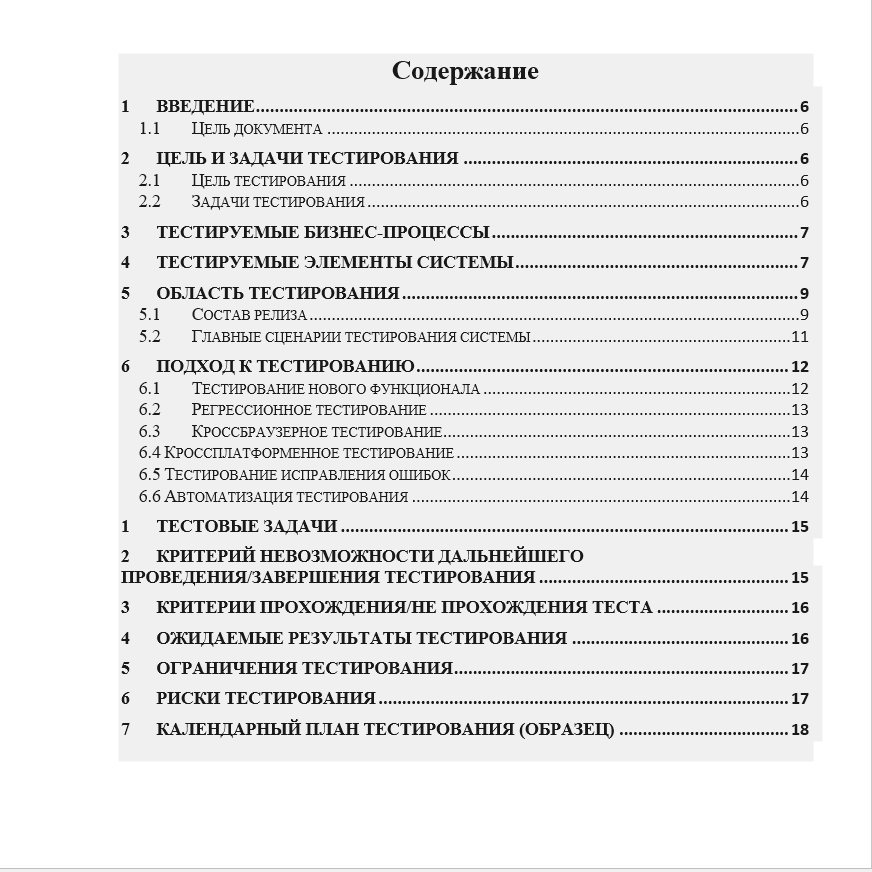 Содержание
1 ВВЕДЕНИЕ........6
1.1 Цель документа........6
2 ЦЕЛЬ И ЗАДАЧИ ТЕСТИРОВАНИЯ........6
2.1 Цель тестирования........6
2.2 Задачи тестирования........6
3 ТЕСТИРУЕМЫЕ БИЗНЕС-ПРОЦЕССЫ........7
4 ТЕСТИРУЕМЫЕ ЭЛЕМЕНТЫ СИСТЕМЫ........7
5 ОБЛАСТЬ ТЕСТИРОВАНИЯ........9
5.1 Состав релиза........9
5.2 Главные сценарии тестирования системы........11
6 ПОДХОД К ТЕСТИРОВАНИЮ........12
6.1 Тестирование нового функционала........12
6.2 Регрессионное тестирование........13
6.3 Кроссбраузерное тестирование........13
6.4 Кроссплатформенное тестирование........13
6.5 Тестирование исправления ошибок........14
6.6 Автоматизация тестирования........14
1 ТЕСТОВЫЕ ЗАДАЧИ........15
2 КРИТЕРИЙ НЕВОЗМОЖНОСТИ ДАЛЬНЕЙШЕГО
ПРОВЕДЕНИЯ/ЗАВЕРШЕНИЯ ТЕСТИРОВАНИЯ........15
3 КРИТЕРИИ ПРОХОЖДЕНИЯ/НЕ ПРОХОЖДЕНИЯ ТЕСТА........16
4 ОЖИДАЕМЫЕ РЕЗУЛЬТАТЫ ТЕСТИРОВАНИЯ........16
5 ОГРАНИЧЕНИЯ ТЕСТИРОВАНИЯ........17
6 РИСКИ ТЕСТИРОВАНИЯ........17
7 КАЛЕНДАРНЫЙ ПЛАН ТЕСТИРОВАНИЯ (ОБРАЗЕЦ)........18